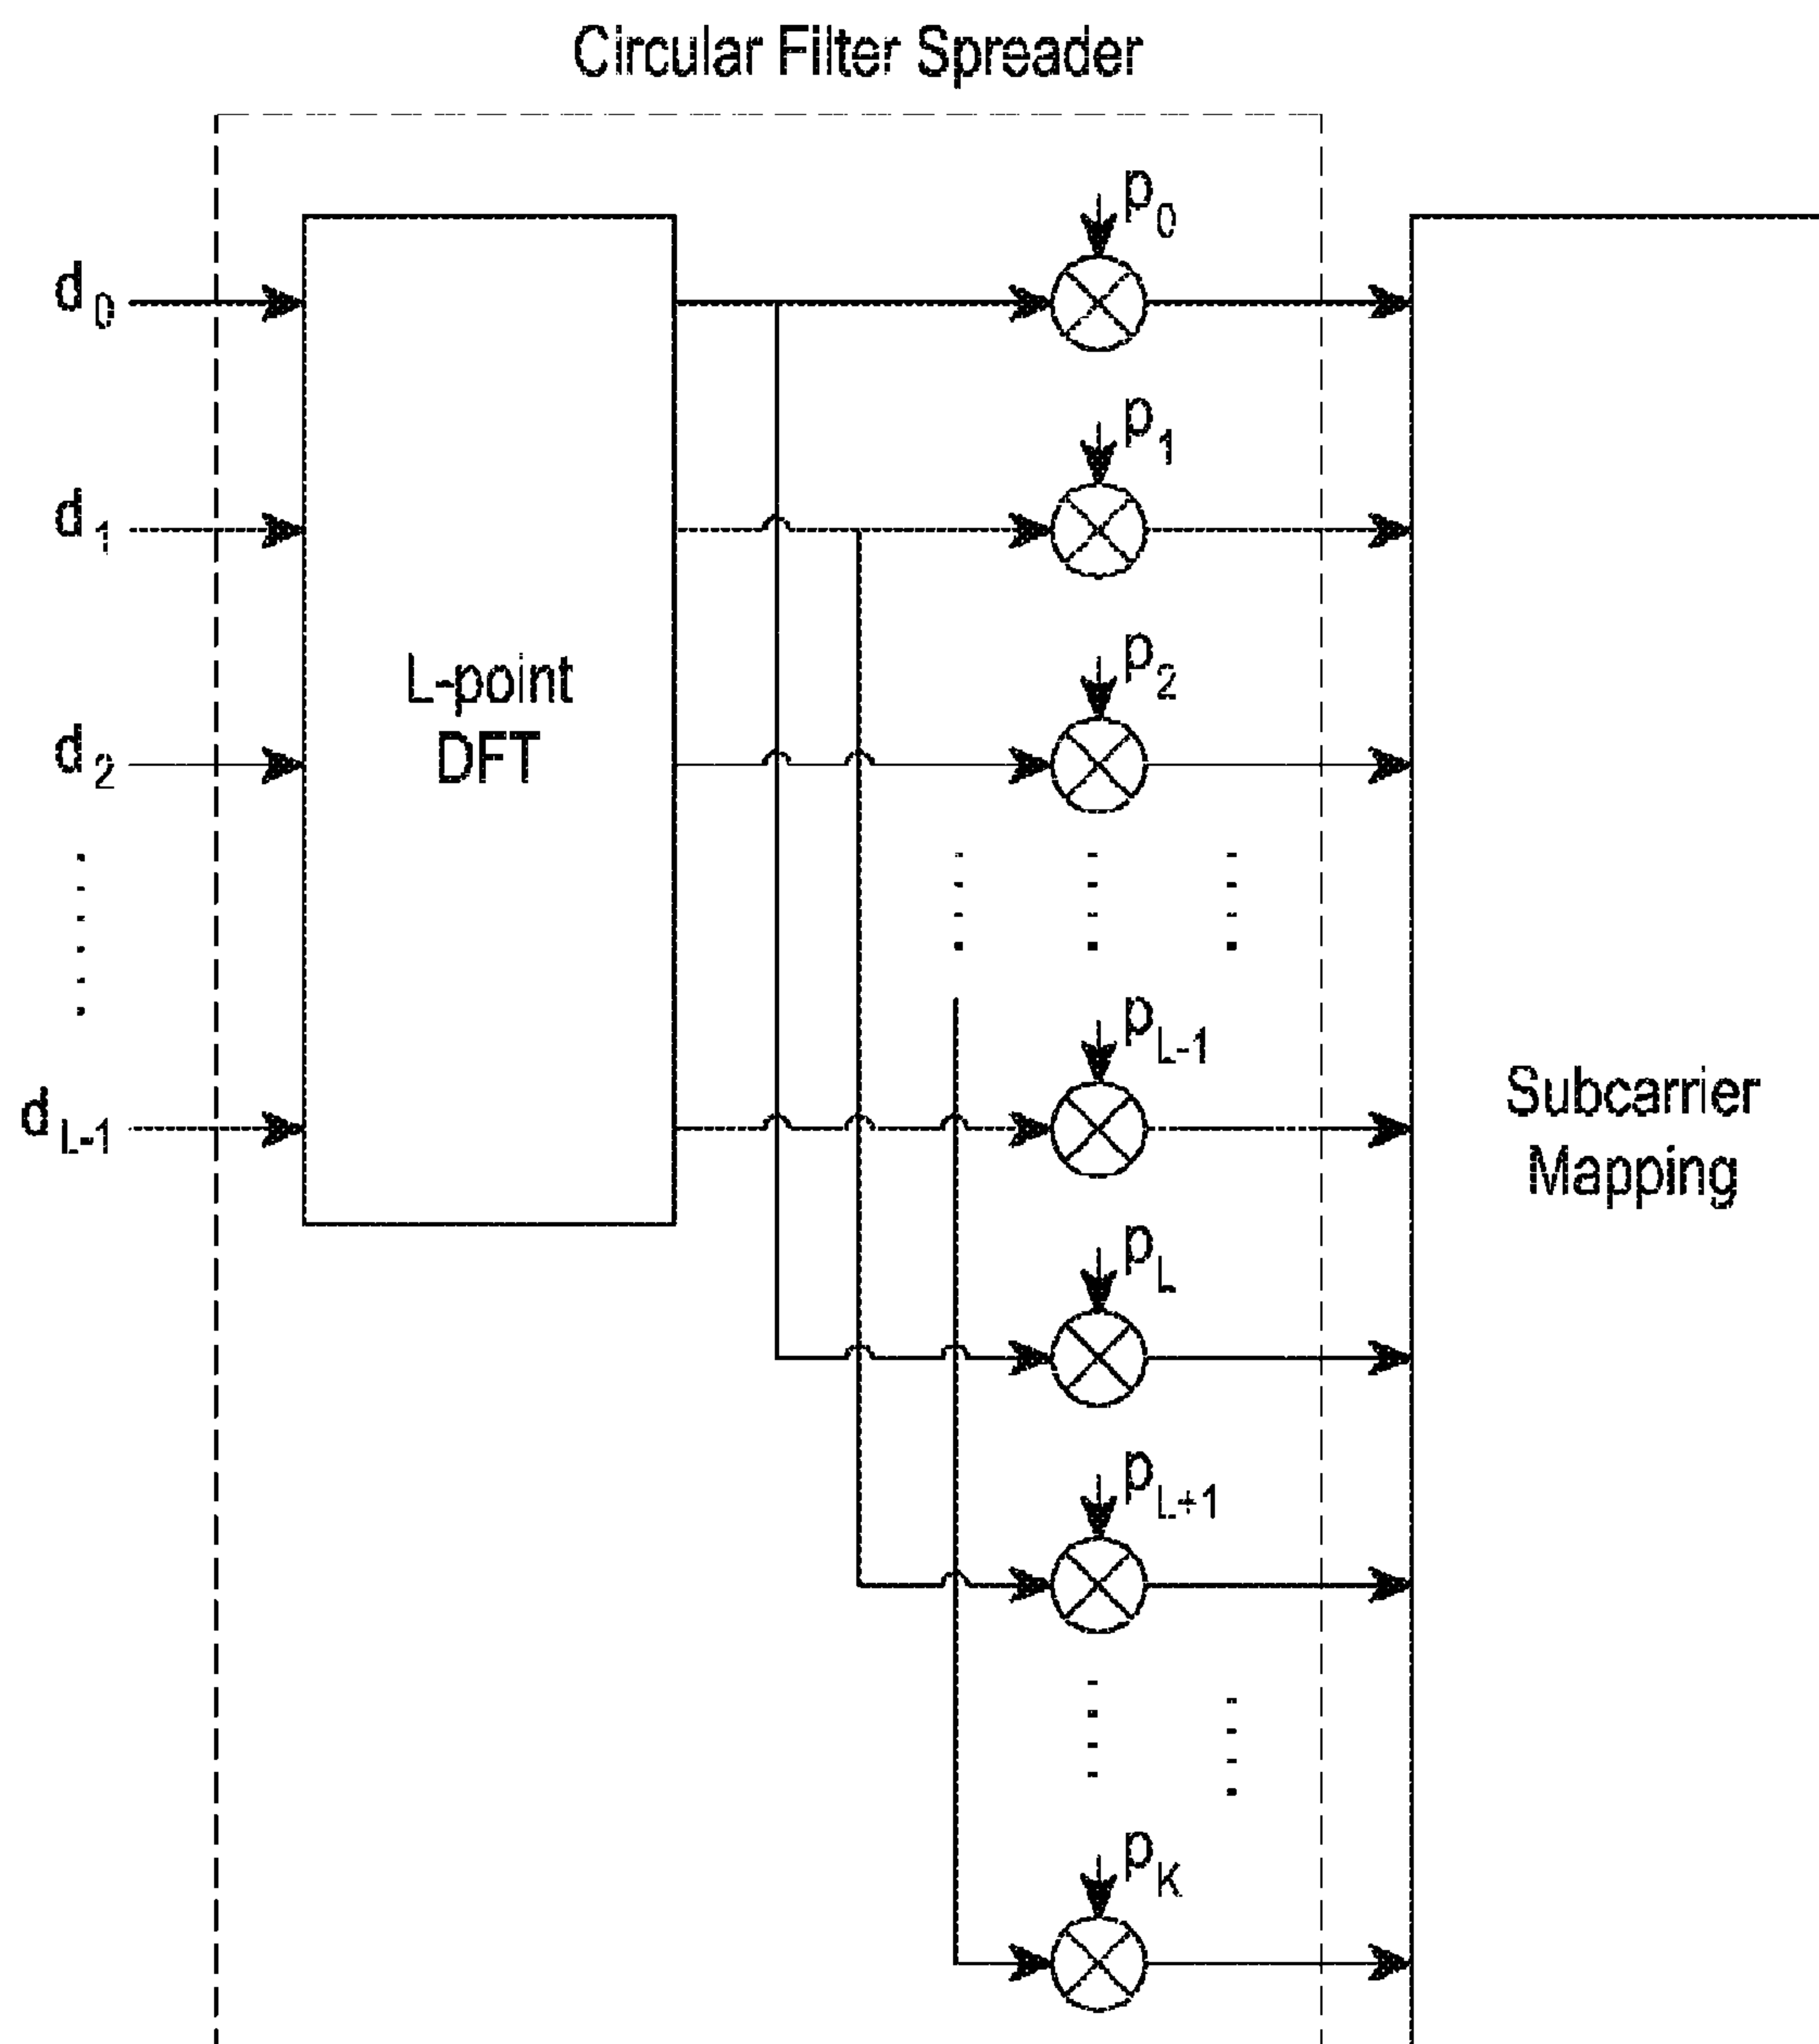 Circular Filter Spreader
p0
d0
p1
d1
p2
L-point
DFT
d2
pL-1
dL-1
Subcarrier
Mapping
pL
pL+1
pK